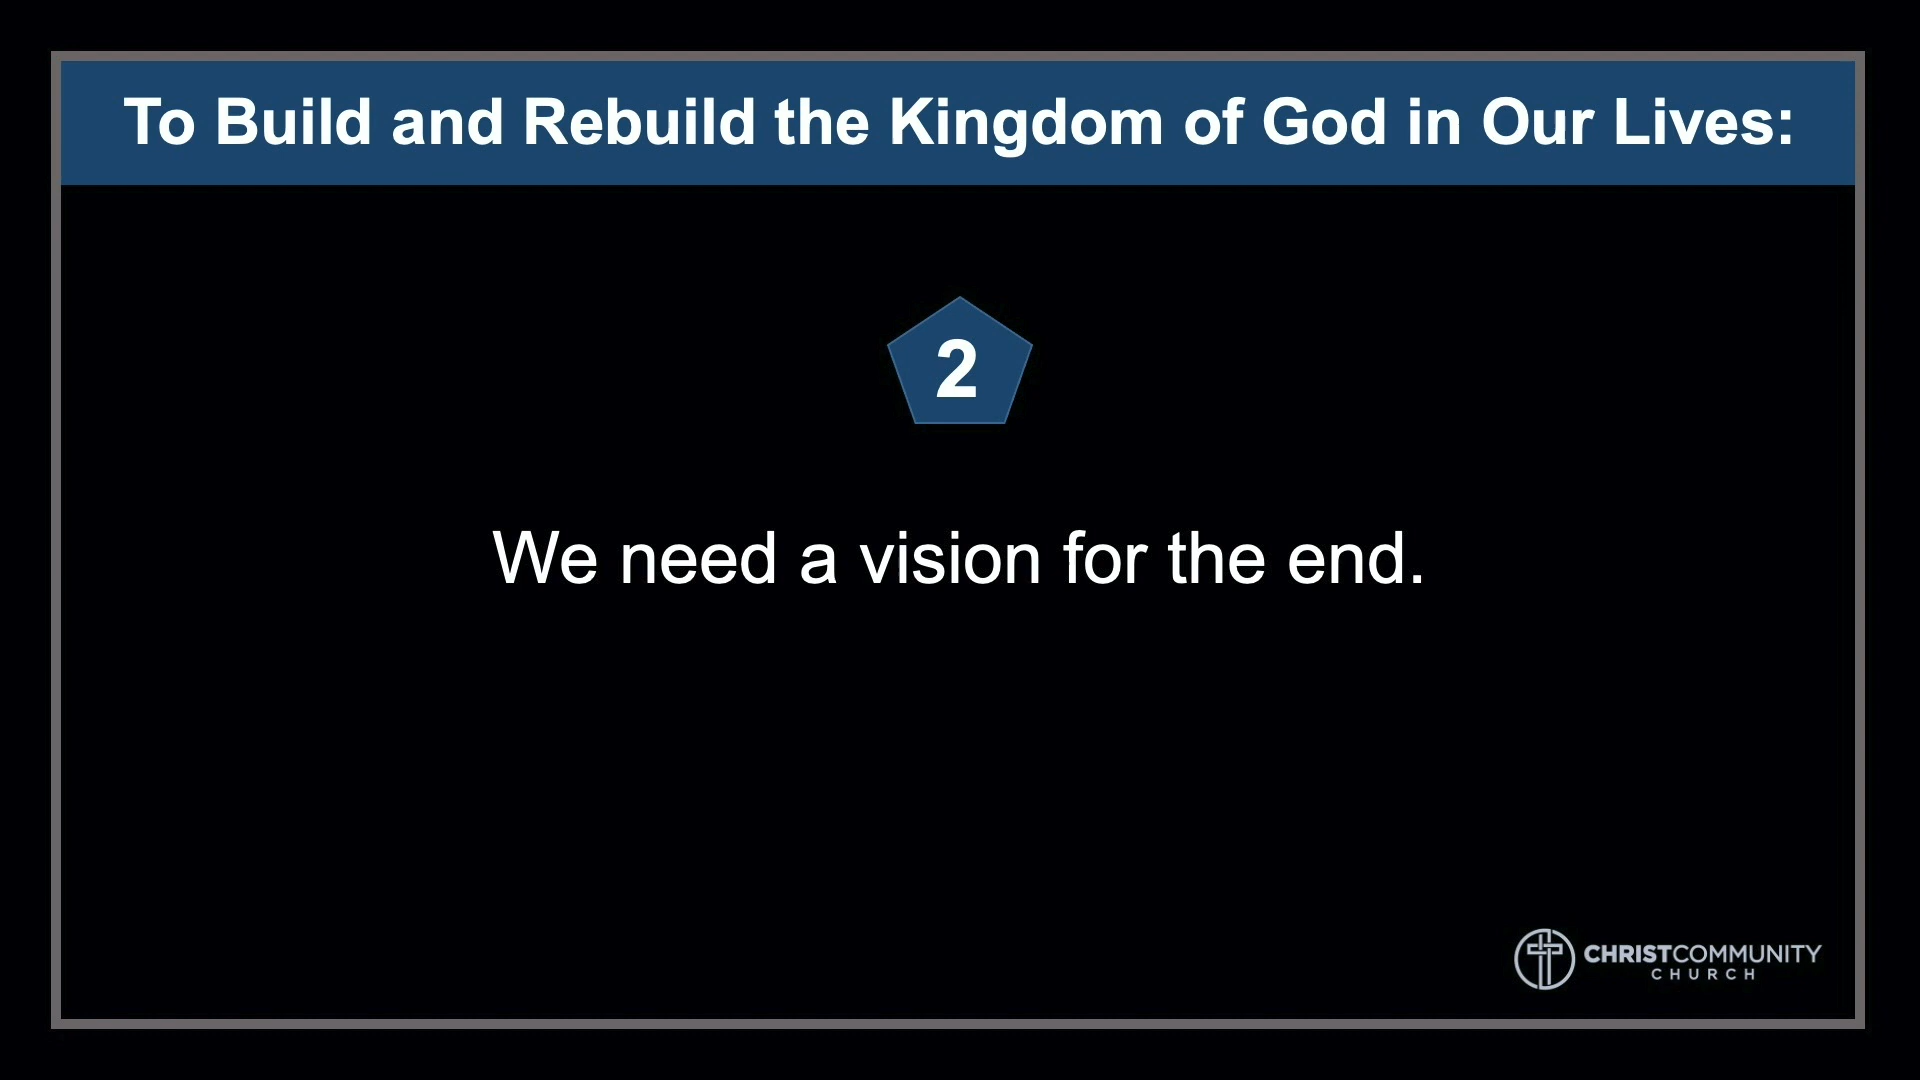 To Build and Rebuild the Kingdom of God in Our Lives:
2
We need a vision for the end.
CHRISTCOMMUNITY
CHURCH